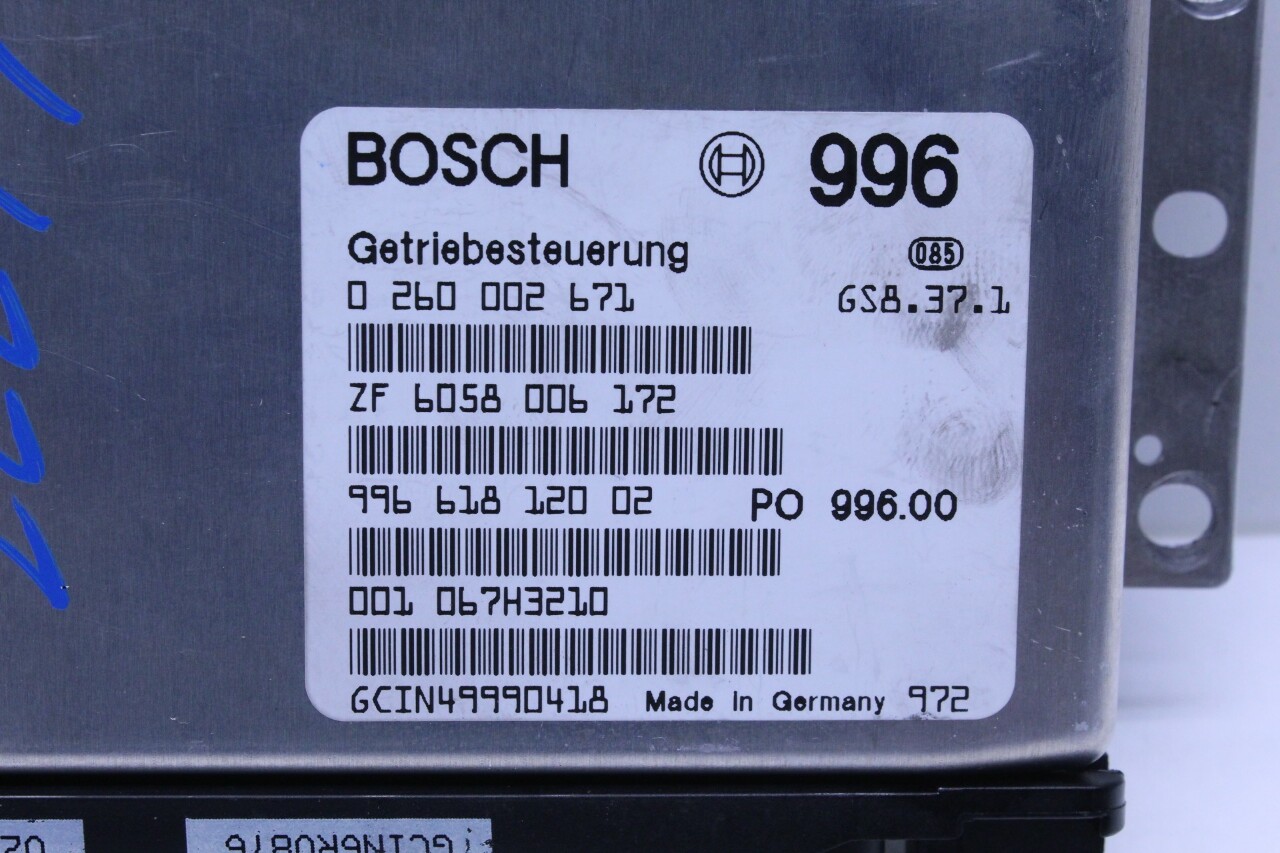 BOSCH 996
Getriebesteuerung 085
0 260 002 671 GS8.37.1
ZF 6058 006 172
996 618 120 02 PO 996.00
001 067H3210
GCIN49990418 Made in Germany 972
GCIN6R0876